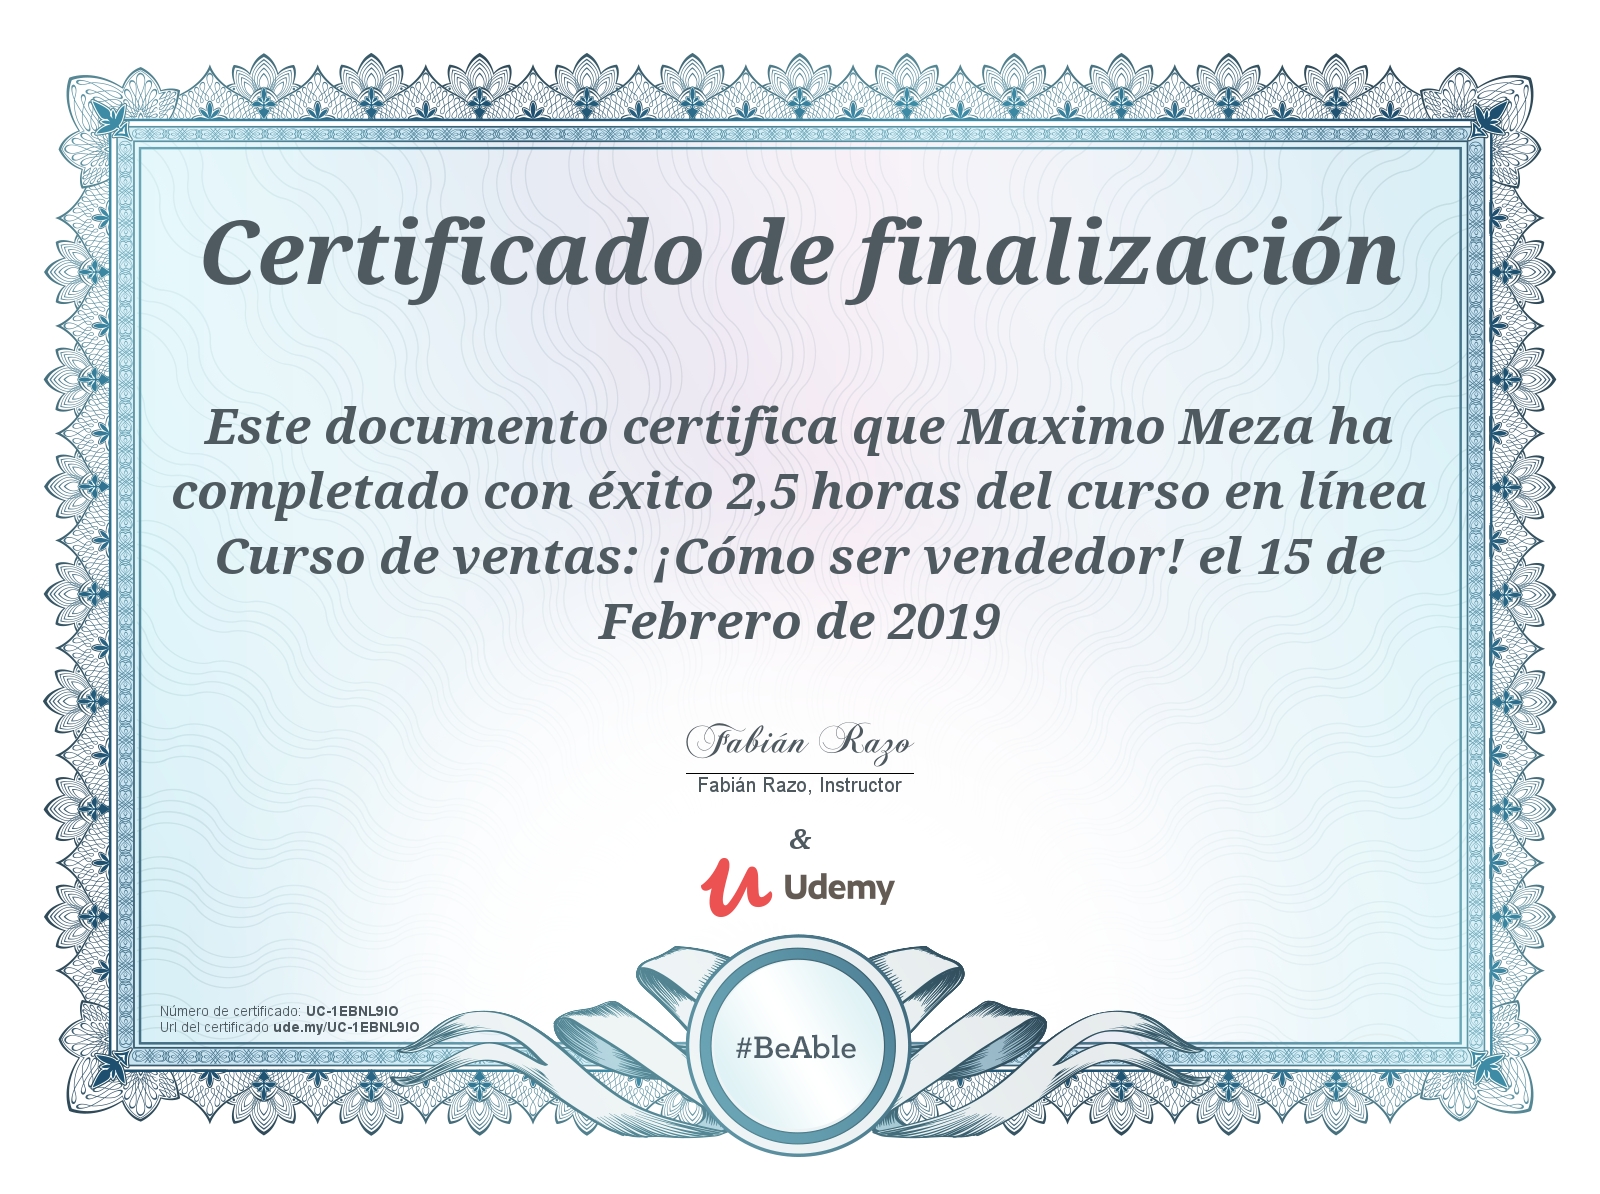 Certificado de finalización
Este documento certifica que Maximo Meza ha
completado con éxito 2,5 horas del curso en línea
Curso de ventas: ¡Cómo ser vendedor! el 15 de
Febrero de 2019
Fabián Razo
Fabián Razo, Instructor
&
Udemy
#BeAble
Número de certificado: UC-1EBNL9IO
Url del certificado ude.my/UC-1EBNL9IO